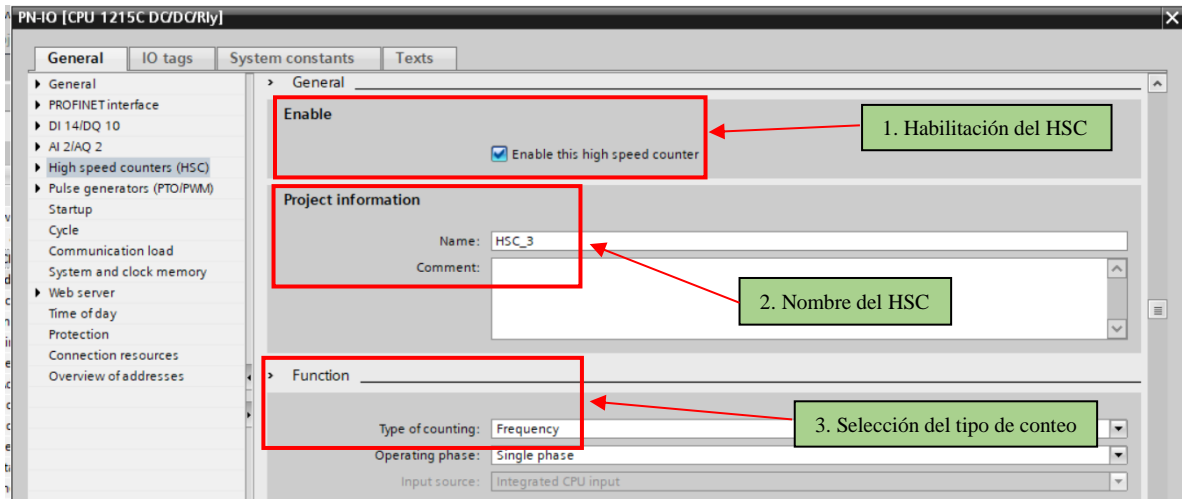 PN-IO [CPU 1215C DC/DC/Rly]
General
IO tags
System constants
Texts
General
PROFINET interface
DI 14/DQ 10
AI 2/AQ 2
High speed counters (HSC)
Pulse generators (PTO/PWM)
Startup
Cycle
Communication load
System and clock memory
Web server
Time of day
Protection
Connection resources
Overview of addresses
General
Enable
1. Habilitación del HSC
Enable this high speed counter
Project information
Name: HSC_3
Comment:
2. Nombre del HSC
Function
3. Selección del tipo de conteo
Type of counting: Frequency
Operating phase: Single phase
Input source: Integrated CPU input